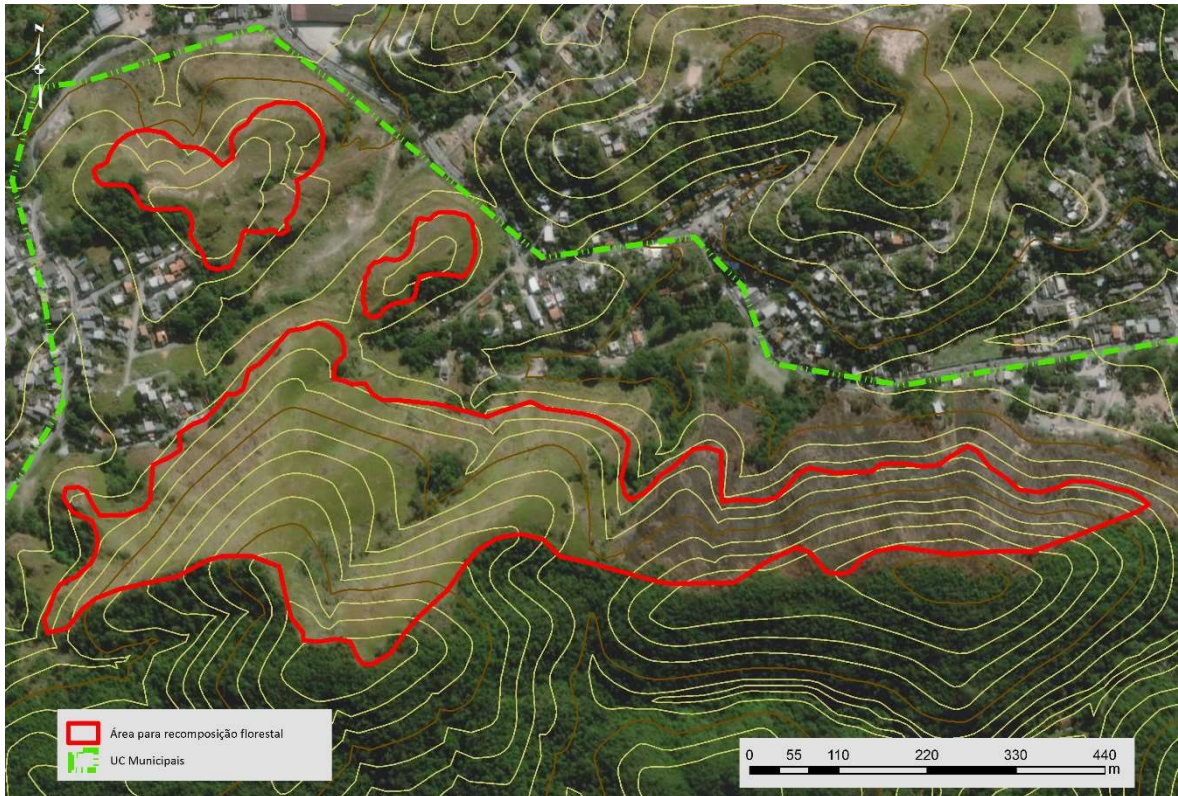 N
Área para recomposição florestal
UC Municipais
0 55 110 220 330 440
m